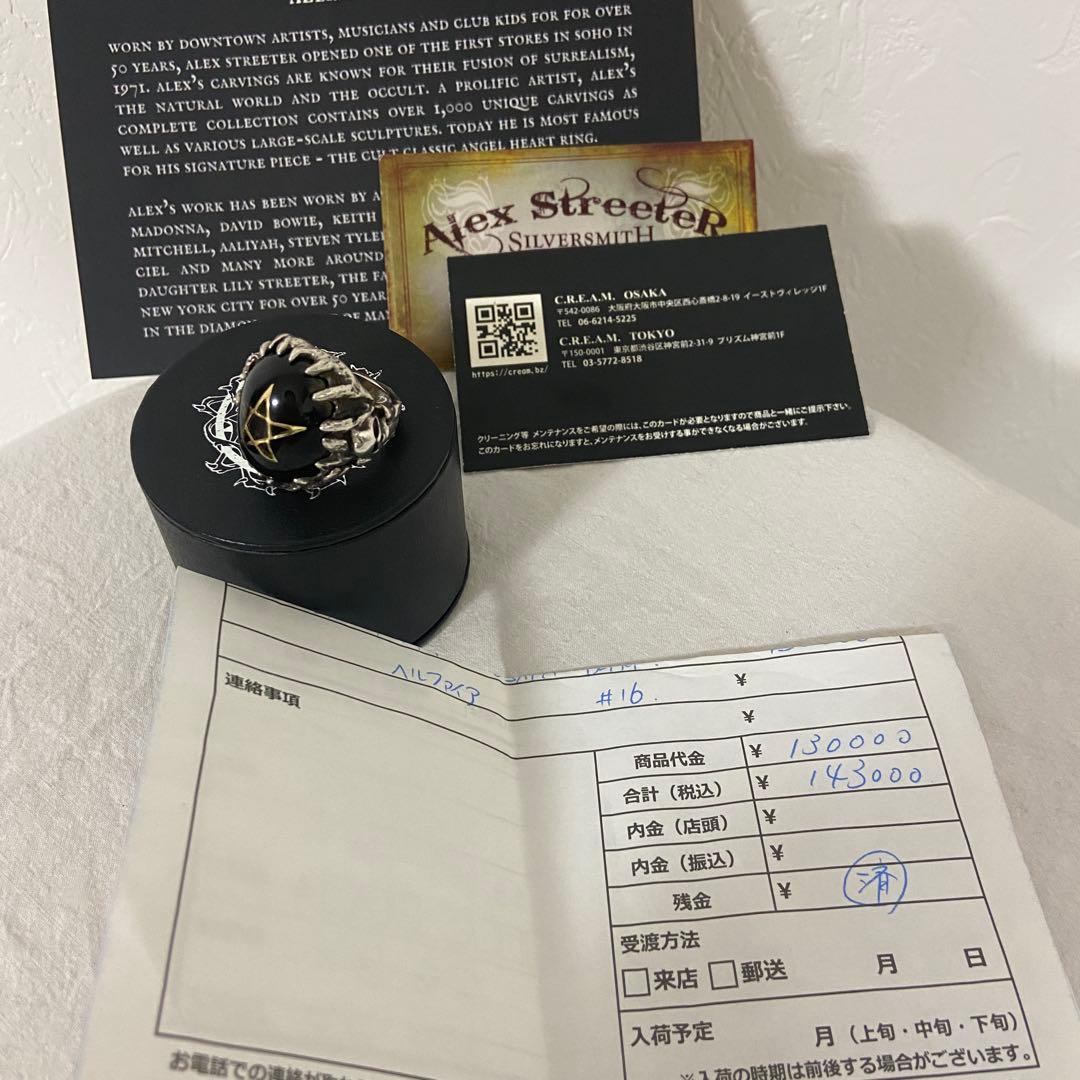 WORN BY DOWNTOWN ARTISTS, MUSICIANS AND CLUB KIDS FOR FOR OVER
50 YEARS, ALEX STREETER OPENED ONE OF THE FIRST STORES IN SOHO IN
1971. ALEX'S CARVINGS ARE KNOWN FOR THEIR FUSION OF SURREALISM,
THE NATURAL WORLD AND THE OCCULT. A PROLIFIC ARTIST, ALEX'S
COMPLETE COLLECTION CONTAINS OVER 1,000 UNIQUE CARVINGS AS
WELL AS VARIOUS LARGE-SCALE SCULPTURES. TODAY HE IS MOST FAMOUS
FOR HIS SIGNATURE PIECE - THE CULT CLASSIC ANGEL HEART RING.
ALEX'S WORK HAS BEEN WORN BY
MADONNA, DAVID BOWIE, KEITH
MITCHELL, AALIYAH, STEVEN
CIEL AND MANY MORE AROUND
DAUGHTER LILY STREETER, THE
NEW YORK CITY FOR OVER 50
IN THE
Alex Streeter
SILVERSMITH
C.R.E.A.M. OSAKA
〒542-0086 大阪府大阪市中央区西心斎橋2-8-19 イーストヴィレッジ1F
TEL 06-6214-5225
C.R.E.A.M. TOKYO
〒150-0001 東京都渋谷区神宮前2-31-9 プリズム神宮前1F
TEL 03-5772-8518
https://cream.bz/
クリーニング等 メンテナンスをご希望の際には、このカードが必要となりますので商品と一緒にご提示下さい。
このカードをお忘れになりますと、メンテナンスをお受けする事ができなくなる場合がございます。
ヘルファイア #16. ¥
連絡事項
¥
商品代金 ¥ 130000
合計（税込） ¥ 143000
内金（店頭） ¥
内金（振込） ¥
残金 ¥ 済
受渡方法
□来店 □郵送 月 日
入荷予定 月（上旬・中旬・下旬）
※入荷の時期は前後する場合がございます。
お電話での連絡が